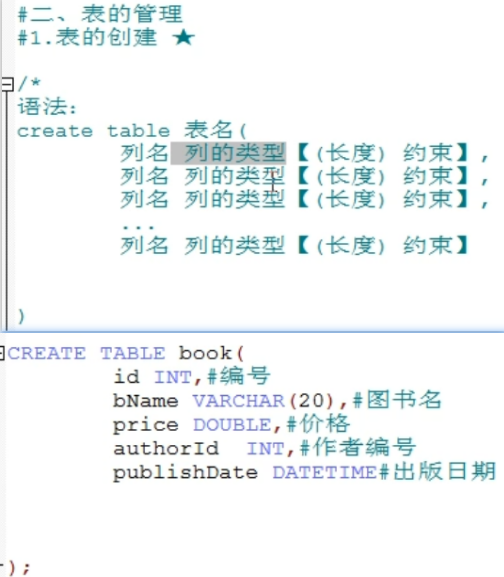 #二、表的管理
#1.表的创建 ★
/*
语法:
create table 表名(
列名 列的类型【(长度) 约束】,
列名 列的类型【(长度) 约束】,
列名 列的类型【(长度) 约束】,
...
列名 列的类型【(长度) 约束】
)
CREATE TABLE book(
id INT,#编号
bName VARCHAR(20),#图书名
price DOUBLE,#价格
authorId  INT,#作者编号
publishDate DATETIME#出版日期
);